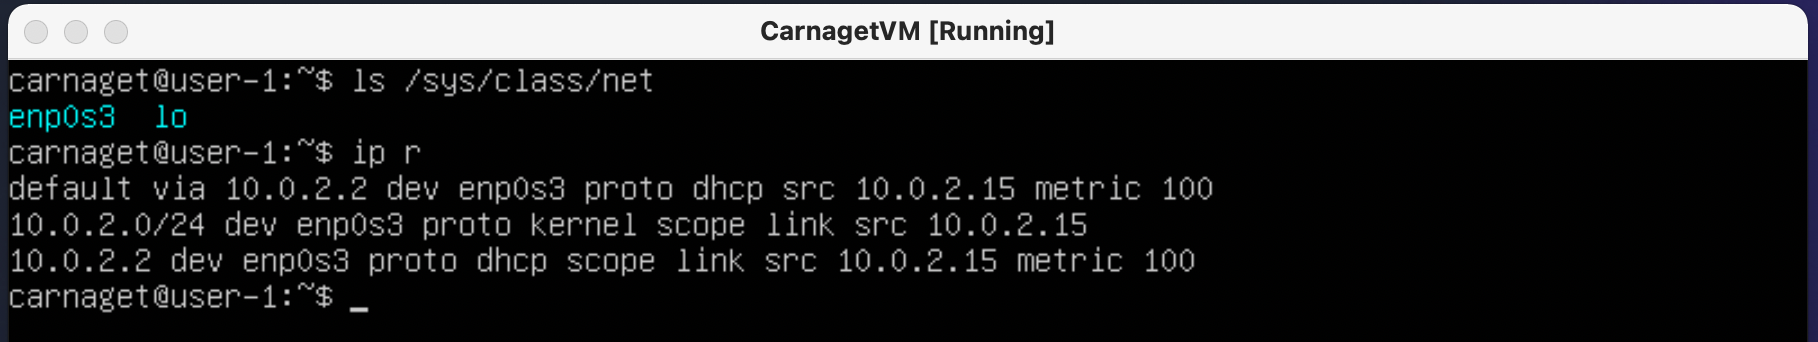 CarnagetVM [Running]
carnaget@user-1:~$ ls /sys/class/net
enp0s3  lo
carnaget@user-1:~$ ip r
default via 10.0.2.2 dev enp0s3 proto dhcp src 10.0.2.15 metric 100
10.0.2.0/24 dev enp0s3 proto kernel scope link src 10.0.2.15
10.0.2.2 dev enp0s3 proto dhcp scope link src 10.0.2.15 metric 100
carnaget@user-1:~$ _